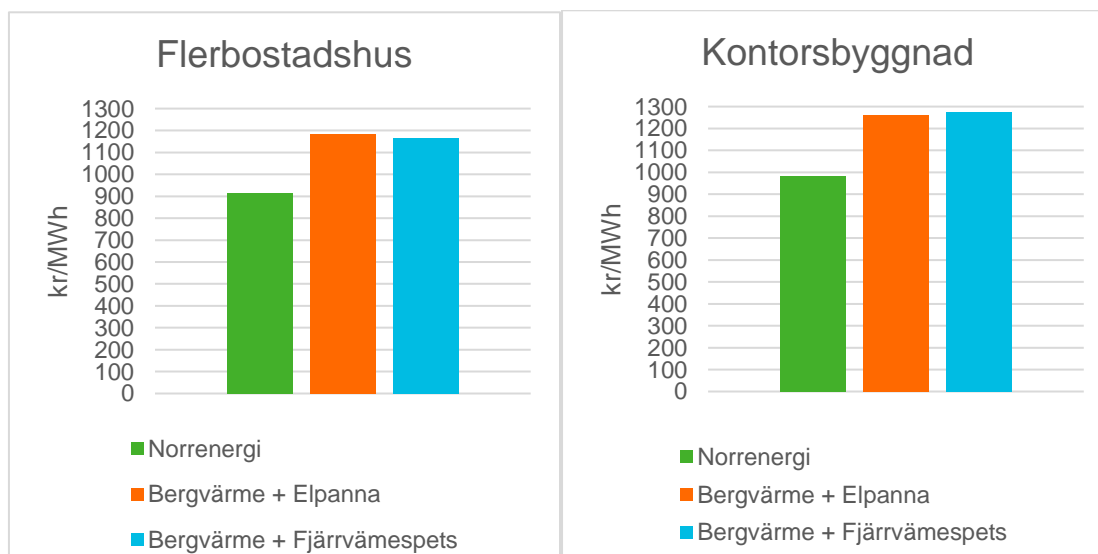 Flerbostadshus
kr/MWh
1300
1200
1100
1000
900
800
700
600
500
400
300
200
100
0
Norrenergi
Bergvärme + Elpanna
Bergvärme + Fjärrvämespets
Kontorsbyggnad
kr/MWh
1300
1200
1100
1000
900
800
700
600
500
400
300
200
100
0
Norrenergi
Bergvärme + Elpanna
Bergvärme + Fjärrvämespets